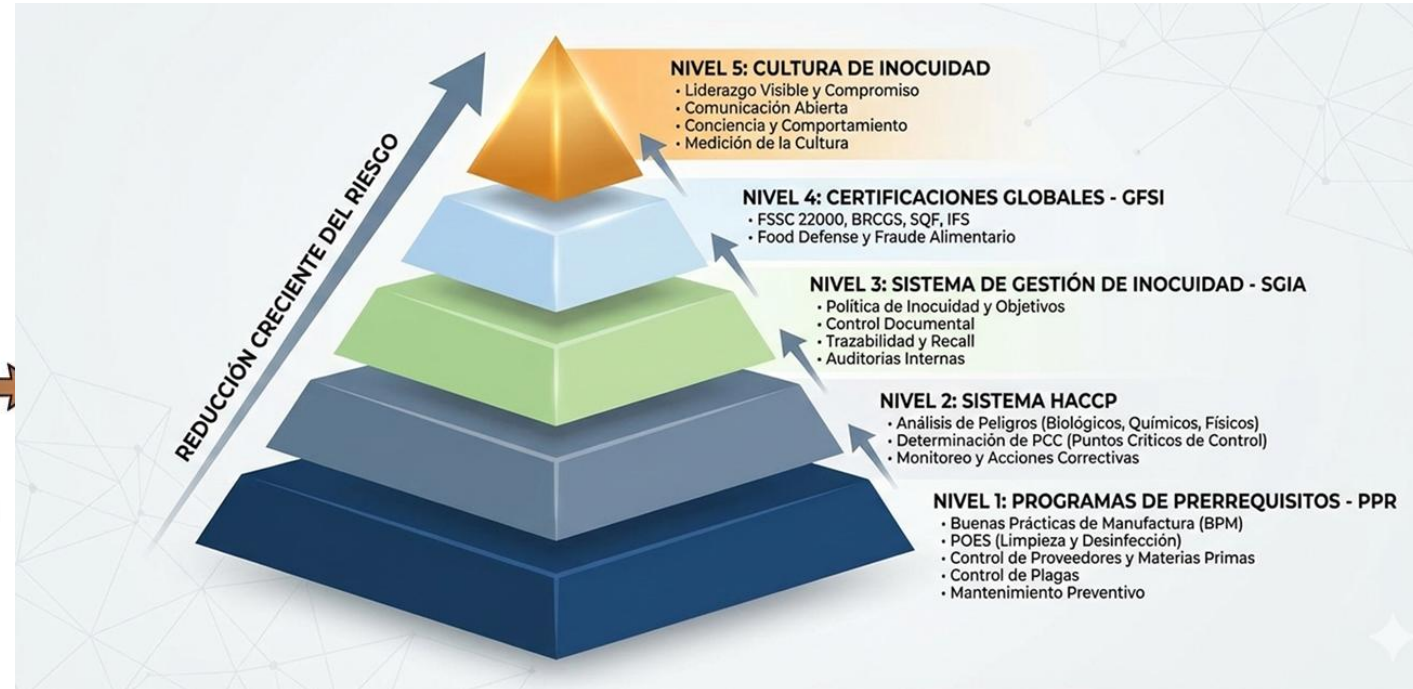 REDUCCIÓN CRECIENTE DEL RIESGO
NIVEL 5: CULTURA DE INOCUIDAD
• Liderazgo Visible y Compromiso
• Comunicación Abierta
• Conciencia y Comportamiento
• Medición de la Cultura
NIVEL 4: CERTIFICACIONES GLOBALES - GFSI
• FSSC 22000, BRCGS, SQF, IFS
• Food Defense y Fraude Alimentario
NIVEL 3: SISTEMA DE GESTIÓN DE INOCUIDAD - SGIA
• Política de Inocuidad y Objetivos
• Control Documental
• Trazabilidad y Recall
• Auditorias Internas
NIVEL 2: SISTEMA HACCP
• Análisis de Peligros (Biológicos, Químicos, Físicos)
• Determinación de PCC (Puntos Criticos de Control)
• Monitoreo y Acciones Correctivas
NIVEL 1: PROGRAMAS DE PRERREQUISITOS - PPR
• Buenas Prácticas de Manufactura (BPM)
• POES (Limpieza y Desinfección)
• Control de Proveedores y Materias Primas
• Control de Plagas
• Mantenimiento Preventivo